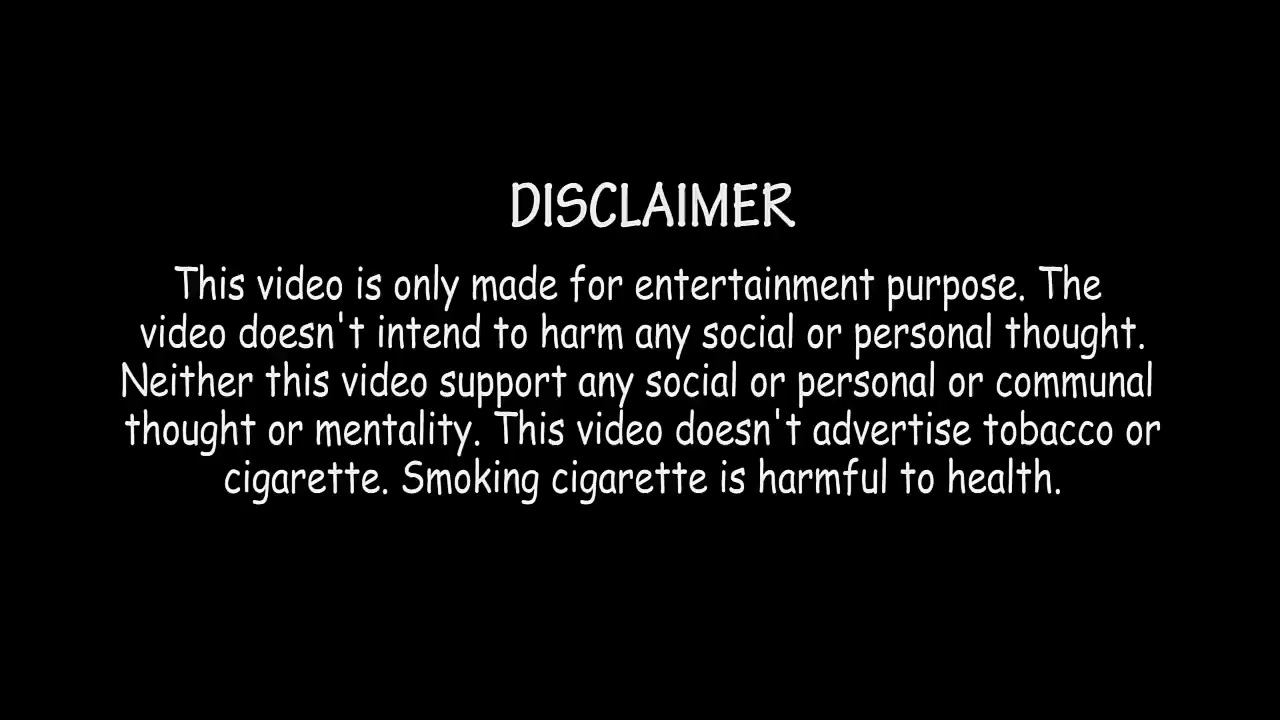 DISCLAIMER
This video is only made for entertainment purpose. The
video doesn't intend to harm any social or personal thought.
Neither this video support any social or personal or communal
thought or mentality. This video doesn't advertise tobacco or
cigarette. Smoking cigarette is harmful to health.